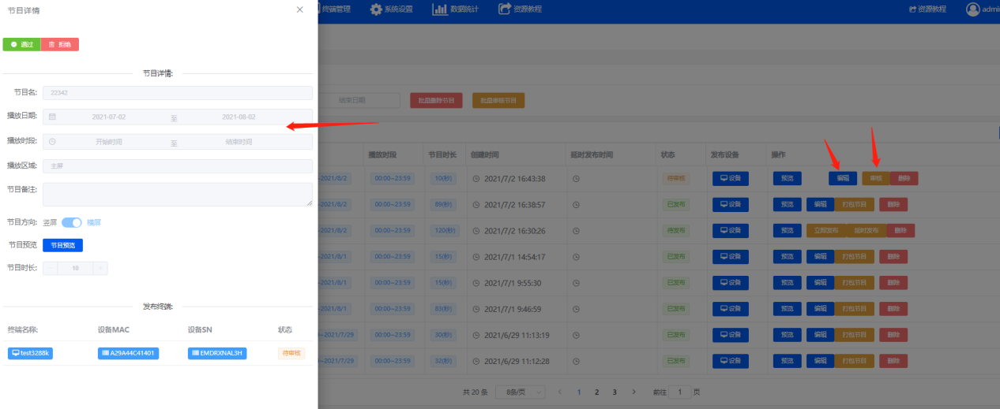 节目详情
终端管理 系统设置 数据统计 资源教程 资源教程
通过 拒绝
节目详情:
节目名: 22342
播放日期: 2021-07-02 至 2021-08-02
播放时段: 开始时间 至 结束时间
播放区域: 主屏
节目备注:
节目方向: 竖屏 横屏
节目预览 节目预览
节目时长: - 10 +
发布终端:
终端名称: 设备MAC 设备SN 状态
test3288k A29A44C41401 EMDRXNAL3H 待审核
结束日期 批量删除节目 批量审核节目
播放时段 节目时长 创建时间 延时发布时间 状态 发布设备 操作
~2021/8/2 00:00~23:59 10(秒) 2021/7/2 16:43:38 待审核 设备 预览 编辑 审核 删除
~2021/8/2 00:00~23:59 89(秒) 2021/7/2 16:38:57 已发布 设备 预览 编辑 打包节目 删除
~2021/8/2 00:00~23:59 120(秒) 2021/7/2 16:30:26 待发布 设备 预览 立即发布 延时发布 删除
~2021/8/1 00:00~23:59 15(秒) 2021/7/1 14:54:17 已发布 设备 预览 编辑 打包节目 删除
~2021/8/1 00:00~23:59 15(秒) 2021/7/1 9:55:30 已发布 设备 预览 编辑 打包节目 删除
~2021/8/1 00:00~23:59 83(秒) 2021/7/1 9:46:59 已发布 设备 预览 编辑 打包节目 删除
~2021/7/29 00:00~23:59 30(秒) 2021/6/29 11:13:19 已发布 设备 预览 编辑 打包节目 删除
~2021/7/29 00:00~23:59 32(秒) 2021/6/29 11:12:28 已发布 设备 预览 编辑 打包节目 删除
共 20 条 8条/页 < 1 2 3 > 前往 1 页